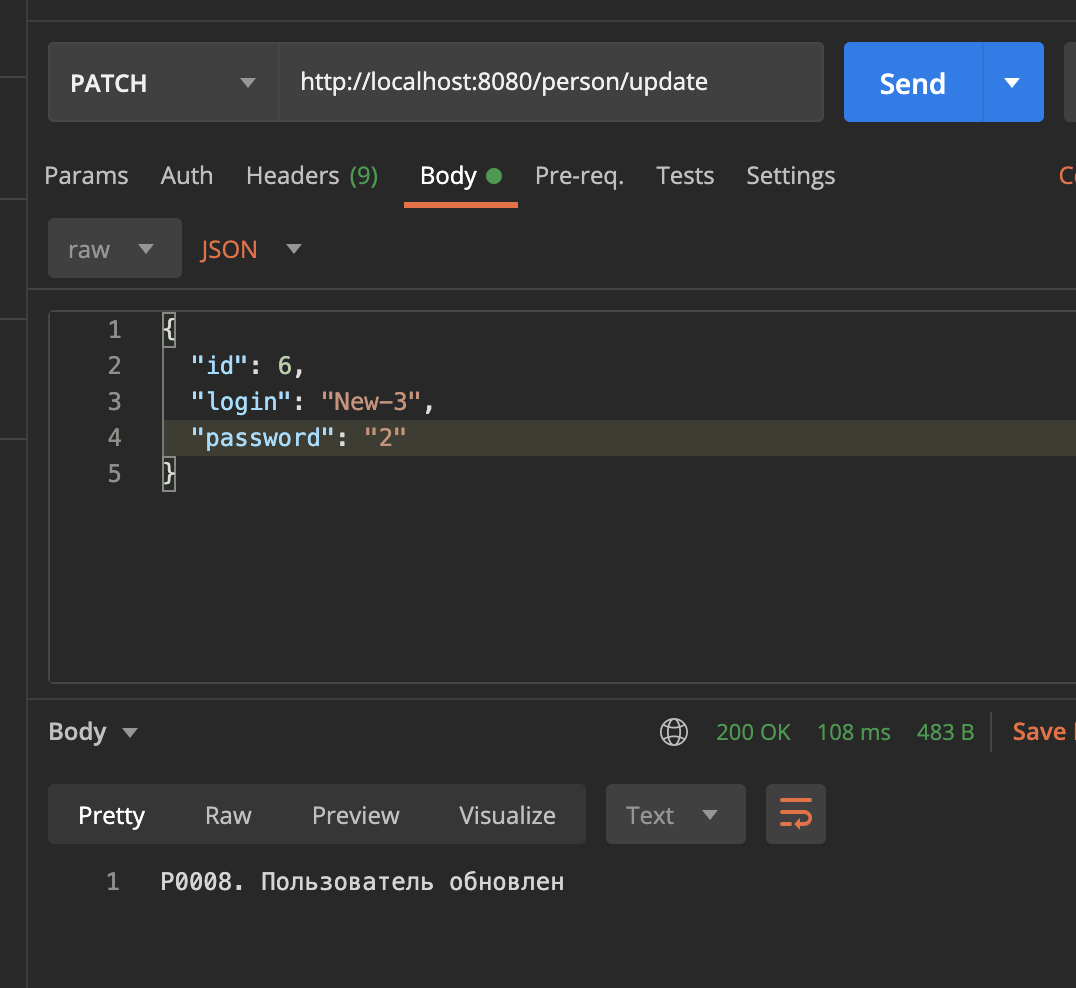 PATCH http://localhost:8080/person/update Send
Params Auth Headers (9) Body Pre-req. Tests Settings
raw JSON
1 {
2 "id": 6,
3 "login": "New-3",
4 "password": "2"
5 }
Body 200 OK 108 ms 483 B Save
Pretty Raw Preview Visualize Text
1 P0008. Пользователь обновлен